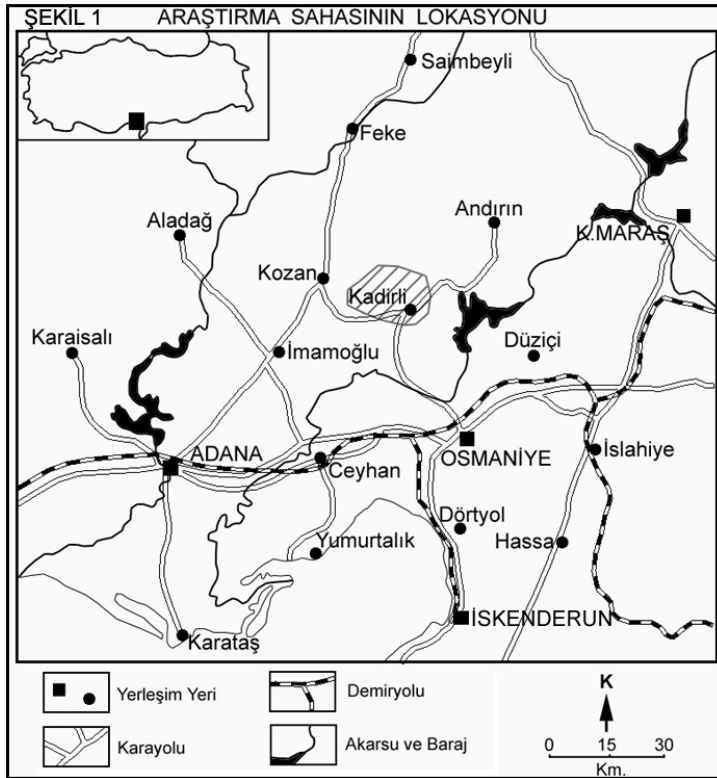 ŞEKİL 1 ARAŞTIRMA SAHASININ LOKASYONU
Saimbeyli
Feke
Andırın
K.MARAŞ
Aladağ
Kozan
Kadirli
Karaisalı
İmamoğlu
Düziçi
ADANA
Ceyhan
OSMANİYE
İslahiye
Dörtyol
Yumurtalık
Hassa
İSKENDERUN
Karataş
Yerleşim Yeri
Demiryolu
K
Karayolu
Akarsu ve Baraj
0 15 30
Km.